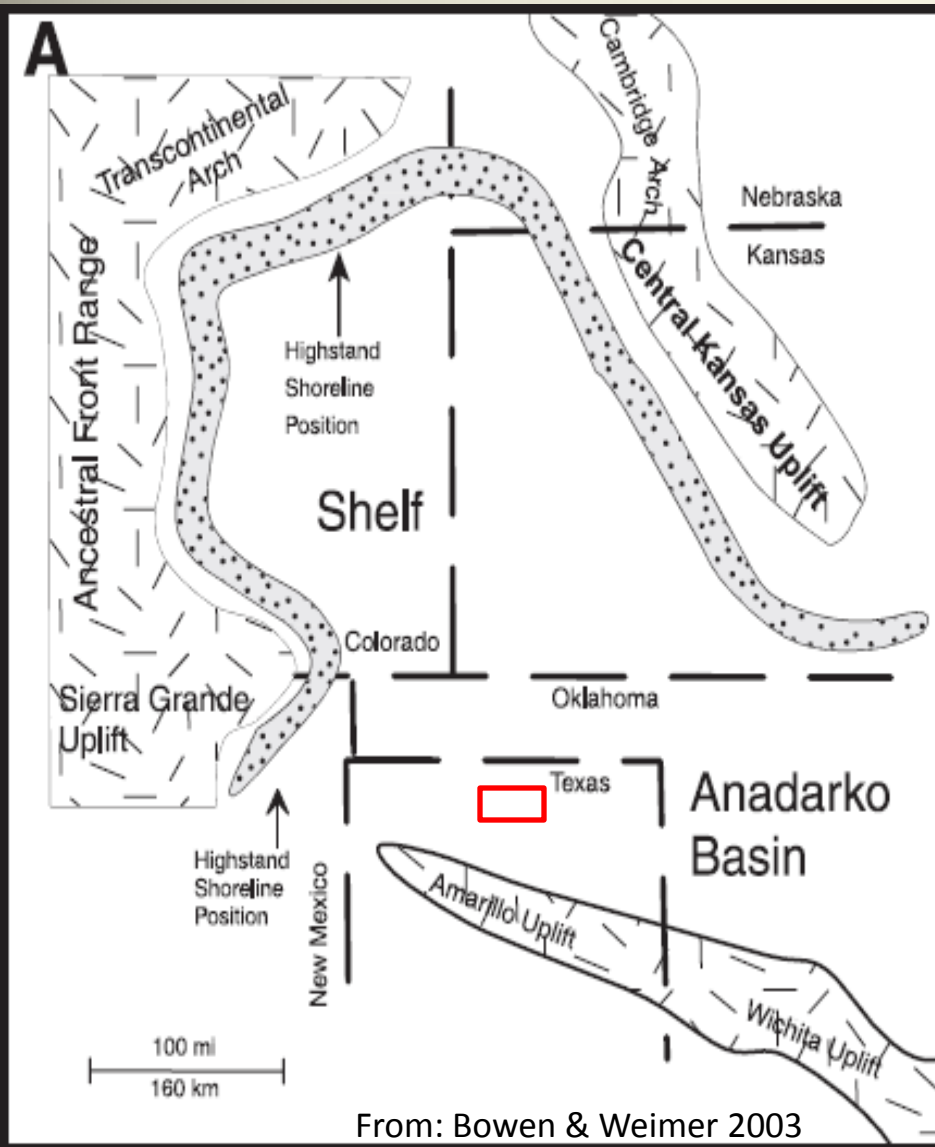 A
Transcontinental
Arch
Cambridge Arch
Nebraska
Kansas
Ancestral Front Range
Central Kansas Uplift
Highstand
Shoreline
Position
Shelf
Colorado
Sierra Grande
Uplift
Oklahoma
Texas
Anadarko
Basin
Highstand
Shoreline
Position
New Mexico
Amarillo Uplift
Wichita Uplift
100 mi
160 km
From: Bowen & Weimer 2003